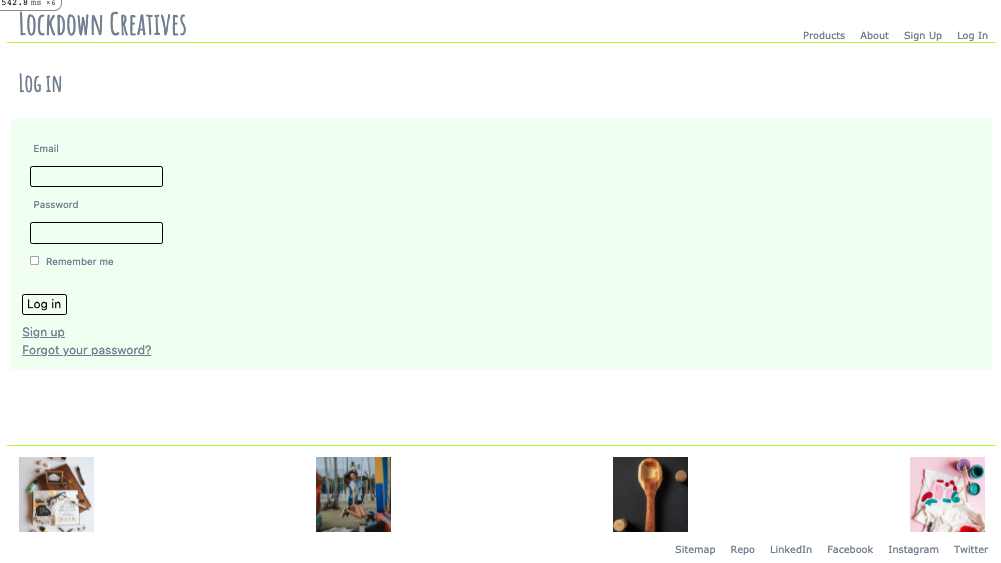 542.8 ms ×6
Lockdown Creatives
Products About Sign Up Log In
Log in
Email
Password
Remember me
Log in
Sign up
Forgot your password?
Sitemap Repo LinkedIn Facebook Instagram Twitter